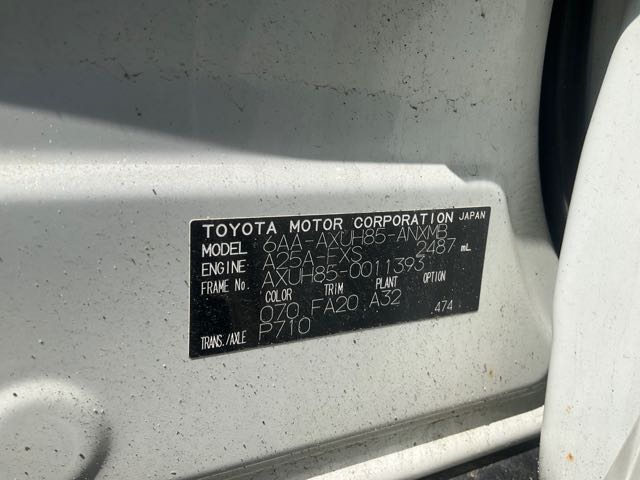 TOYOTA MOTOR CORPORATION JAPAN
MODEL 6AA-AXUH85-ANXMB
ENGINE A25A-FXS 2487 mL
FRAME No. AXUH85-0011393
COLOR TRIM PLANT OPTION
070 FA20 A32 474
TRANS./AXLE P710